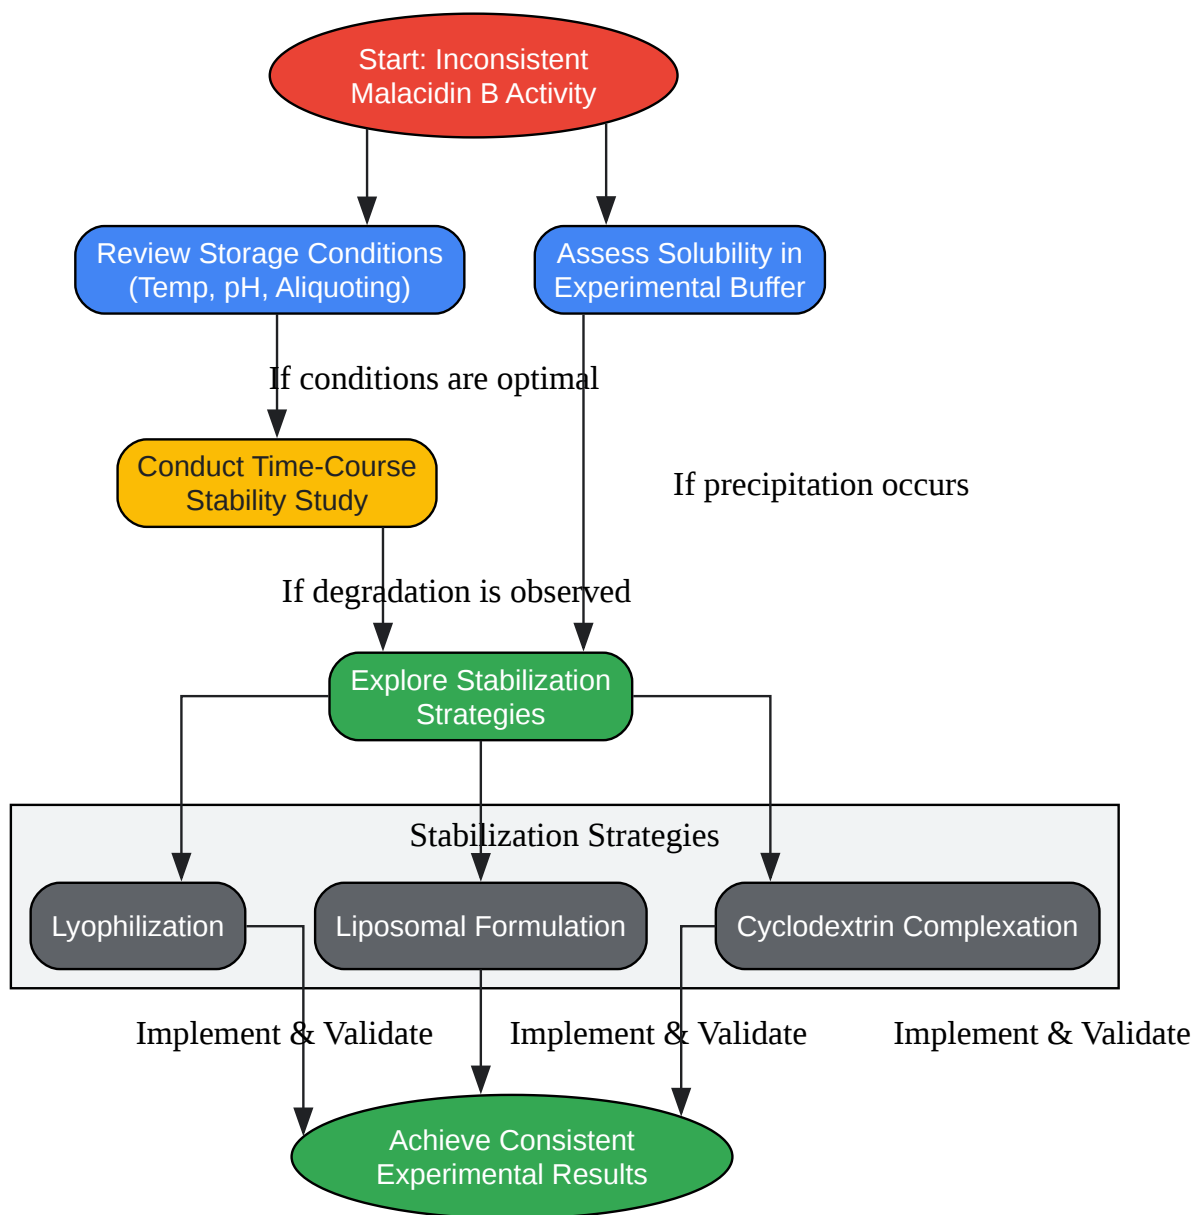 Start: Inconsistent
Malacidin B Activity
Review Storage Conditions
(Temp, pH, Aliquoting)
Assess Solubility in
Experimental Buffer
If conditions are optimal
Conduct Time-Course
Stability Study
If precipitation occurs
If degradation is observed
Explore Stabilization
Strategies
Stabilization Strategies
Lyophilization
Liposomal Formulation
Cyclodextrin Complexation
Implement & Validate
Implement & Validate
Implement & Validate
Achieve Consistent
Experimental Results